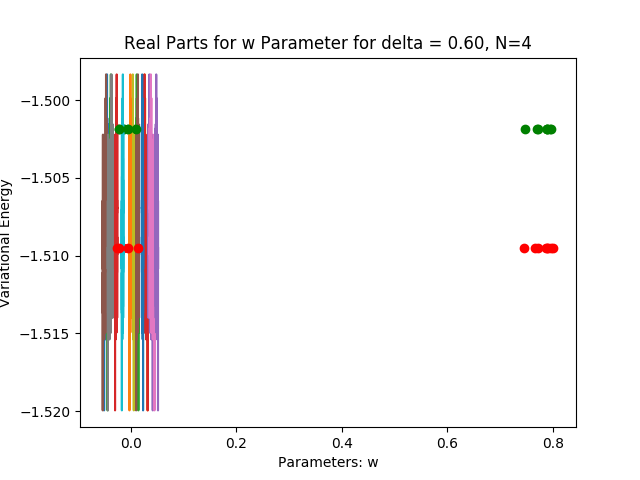 Real Parts for w Parameter for delta = 0.60, N=4
Variational Energy
−1.500
−1.505
−1.510
−1.515
−1.520
0.0 0.2 0.4 0.6 0.8
Parameters: w